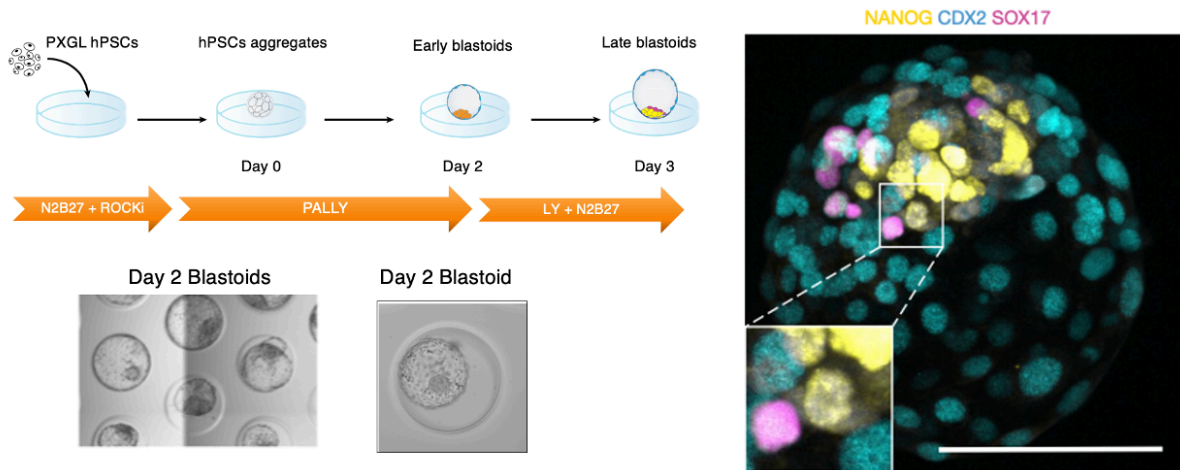 NANOG CDX2 SOX17
PXGL hPSCs
hPSCs aggregates
Early blastoids
Late blastoids
Day 0
Day 2
Day 3
N2B27 + ROCKi
PALLY
LY + N2B27
Day 2 Blastoids
Day 2 Blastoid